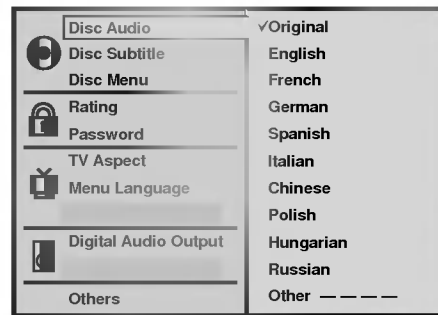 Disc Audio
Disc Subtitle
Disc Menu
Rating
Password
TV Aspect
Menu Language
Digital Audio Output
Others
✓Original
English
French
German
Spanish
Italian
Chinese
Polish
Hungarian
Russian
Other — — — —